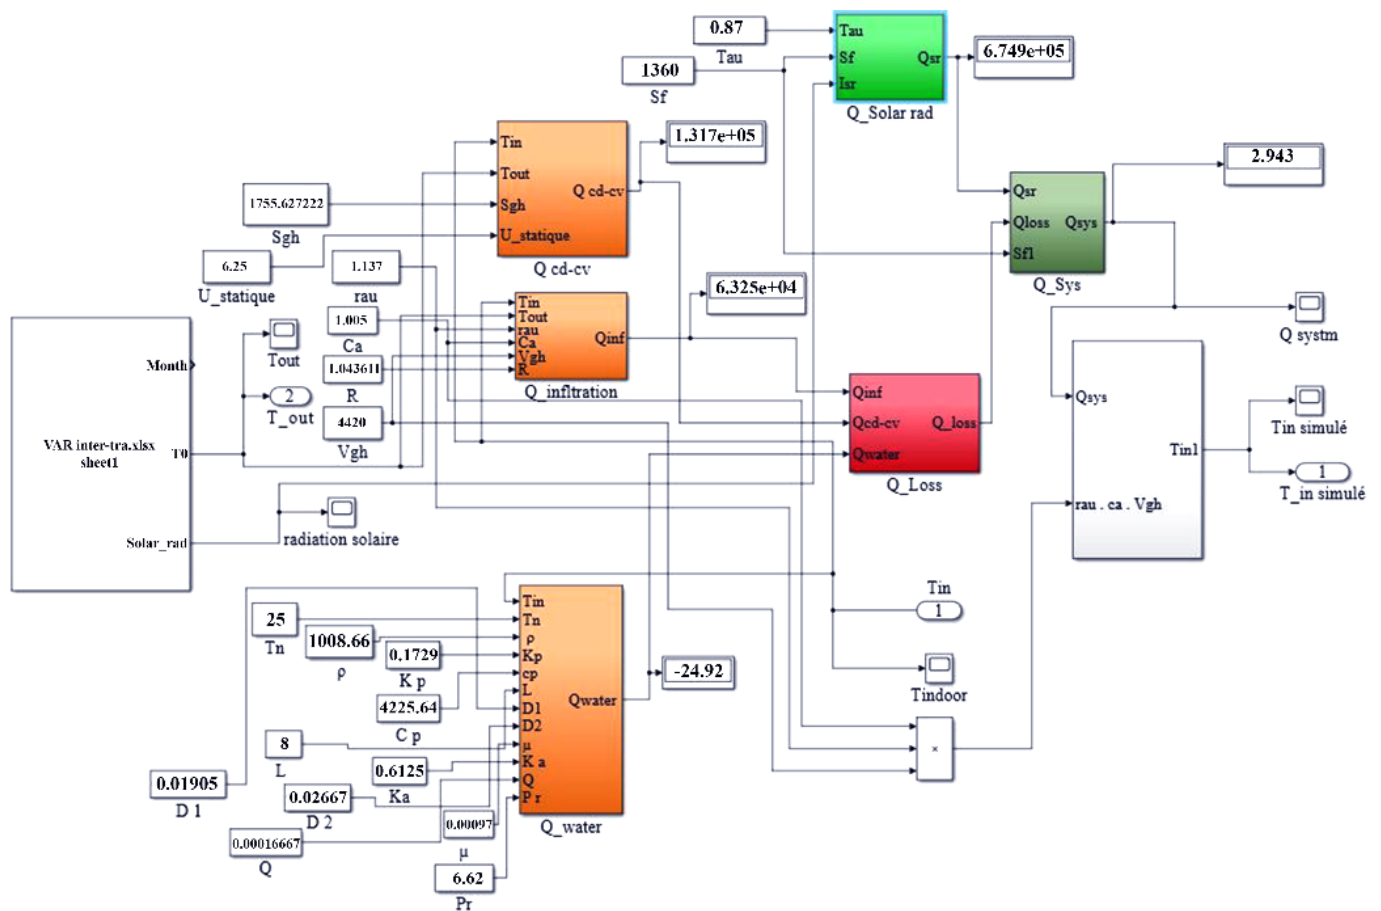 0.87
Tau
1360
Sf
Tau
Sf
Isr
Qsr
Q_Solar rad
6.749e+05
Tin
Tout
Sgh
U_statique
Q cd-cv
Q cd-cv
1.317e+05
1755.627222
Sgh
6.25
U_statique
1.137
rau
1.005
Ca
1.043611
R
4420
Vgh
Tin
Tout
rau
Ca
Vgh
R
Qinf
Q_infltration
6.325e+04
Qsr
Qloss
Sf1
Qsys
Q_Sys
2.943
Q systm
Qinf
Qcd-cv
Qwater
Q_loss
Q_Loss
Qsys
rau . ca . Vgh
Tin1
Tin simulé
1
T_in simulé
VAR inter-tra.xlsx
sheet1
Month
T0
Solar_rad
Tout
2
T_out
radiation solaire
25
Tn
1008.66
ρ
0.1729
K p
4225.64
C p
8
L
0.6125
Ka
0.01905
D 1
0.02667
D 2
0.00016667
Q
0.00097
μ
6.62
Pr
Tin
Tn
ρ
Kp
cp
L
D1
D2
μ
K a
Q
P r
Qwater
Q_water
-24.92
Tin
1
Tindoor
×